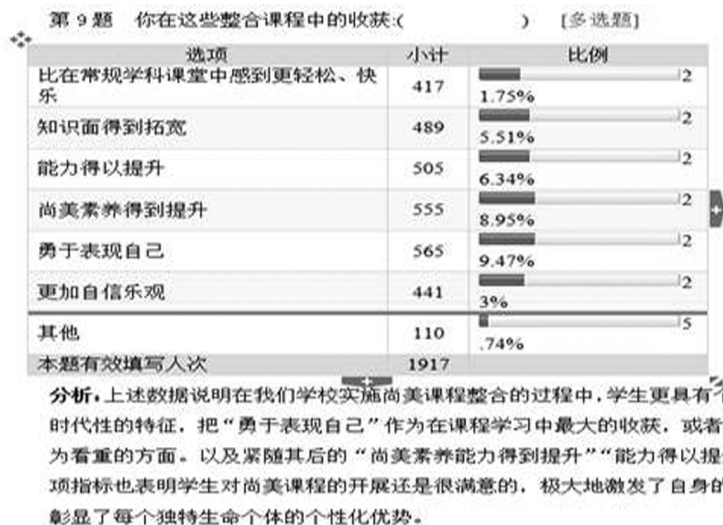 第 9 题 你在这些整合课程中的收获:( ) [多选题]
选项 小计 比例
比在常规学科课堂中感到更轻松、快
乐 417 2
1.75%
知识面得到拓宽 489 2
5.51%
能力得以提升 505 2
6.34%
尚美素养得到提升 555 2
8.95%
勇于表现自己 565 2
9.47%
更加自信乐观 441 2
3%
其他 110 5
.74%
本题有效填写人次 1917
分析,上述数据说明在我们学校实施尚美课程整合的过程中,学生更具有个
时代性的特征,把“勇于表现自己”作为在课程学习中最大的收获,或者
为看重的方面。以及紧随其后的“尚美素养能力得到提升”“能力得以提
项指标也表明学生对尚美课程的开展还是很满意的,极大地激发了自身的
彰显了每个独特生命个体的个性化优势。